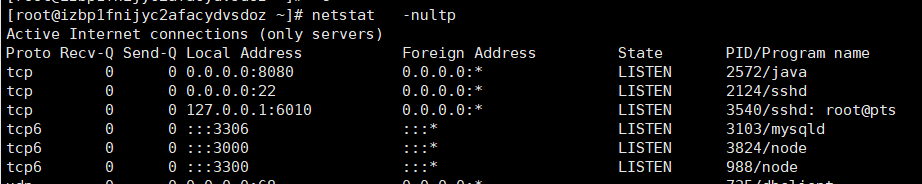 [root@izbp1fnijyc2afacydvsdoz ~]# netstat -nultp
Active Internet connections (only servers)
Proto Recv-Q Send-Q Local Address Foreign Address State PID/Program name
tcp 0 0 0.0.0.0:8080 0.0.0.0:* LISTEN 2572/java
tcp 0 0 0.0.0.0:22 0.0.0.0:* LISTEN 2124/sshd
tcp 0 0 127.0.0.1:6010 0.0.0.0:* LISTEN 3540/sshd: root@pts
tcp6 0 0 :::3306 :::* LISTEN 3103/mysqld
tcp6 0 0 :::3000 :::* LISTEN 3824/node
tcp6 0 0 :::3300 :::* LISTEN 988/node